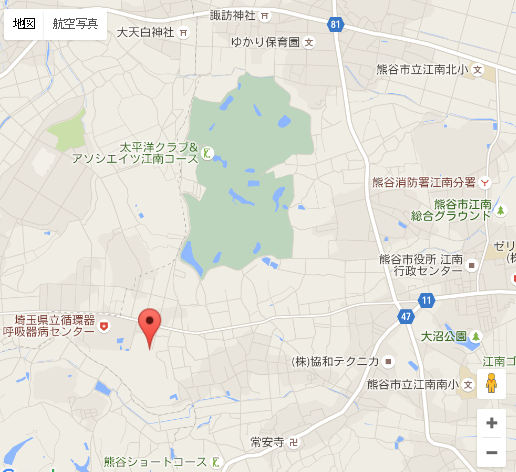 諏訪神社
地図
航空写真
大天白神社
81
ゆかり保育園
熊谷市立江南北小
太平洋クラブ&
アソシエイツ江南コース
熊谷消防署江南分署
熊谷市江南
総合グラウンド
ゼリ
(株
熊谷市役所 江南
行政センター
11
47
埼玉県立循環器
呼吸器病センター
大沼公園
(株)協和テクニカ
江南ゴ
熊谷市立江南南小
常安寺
熊谷ショートコース